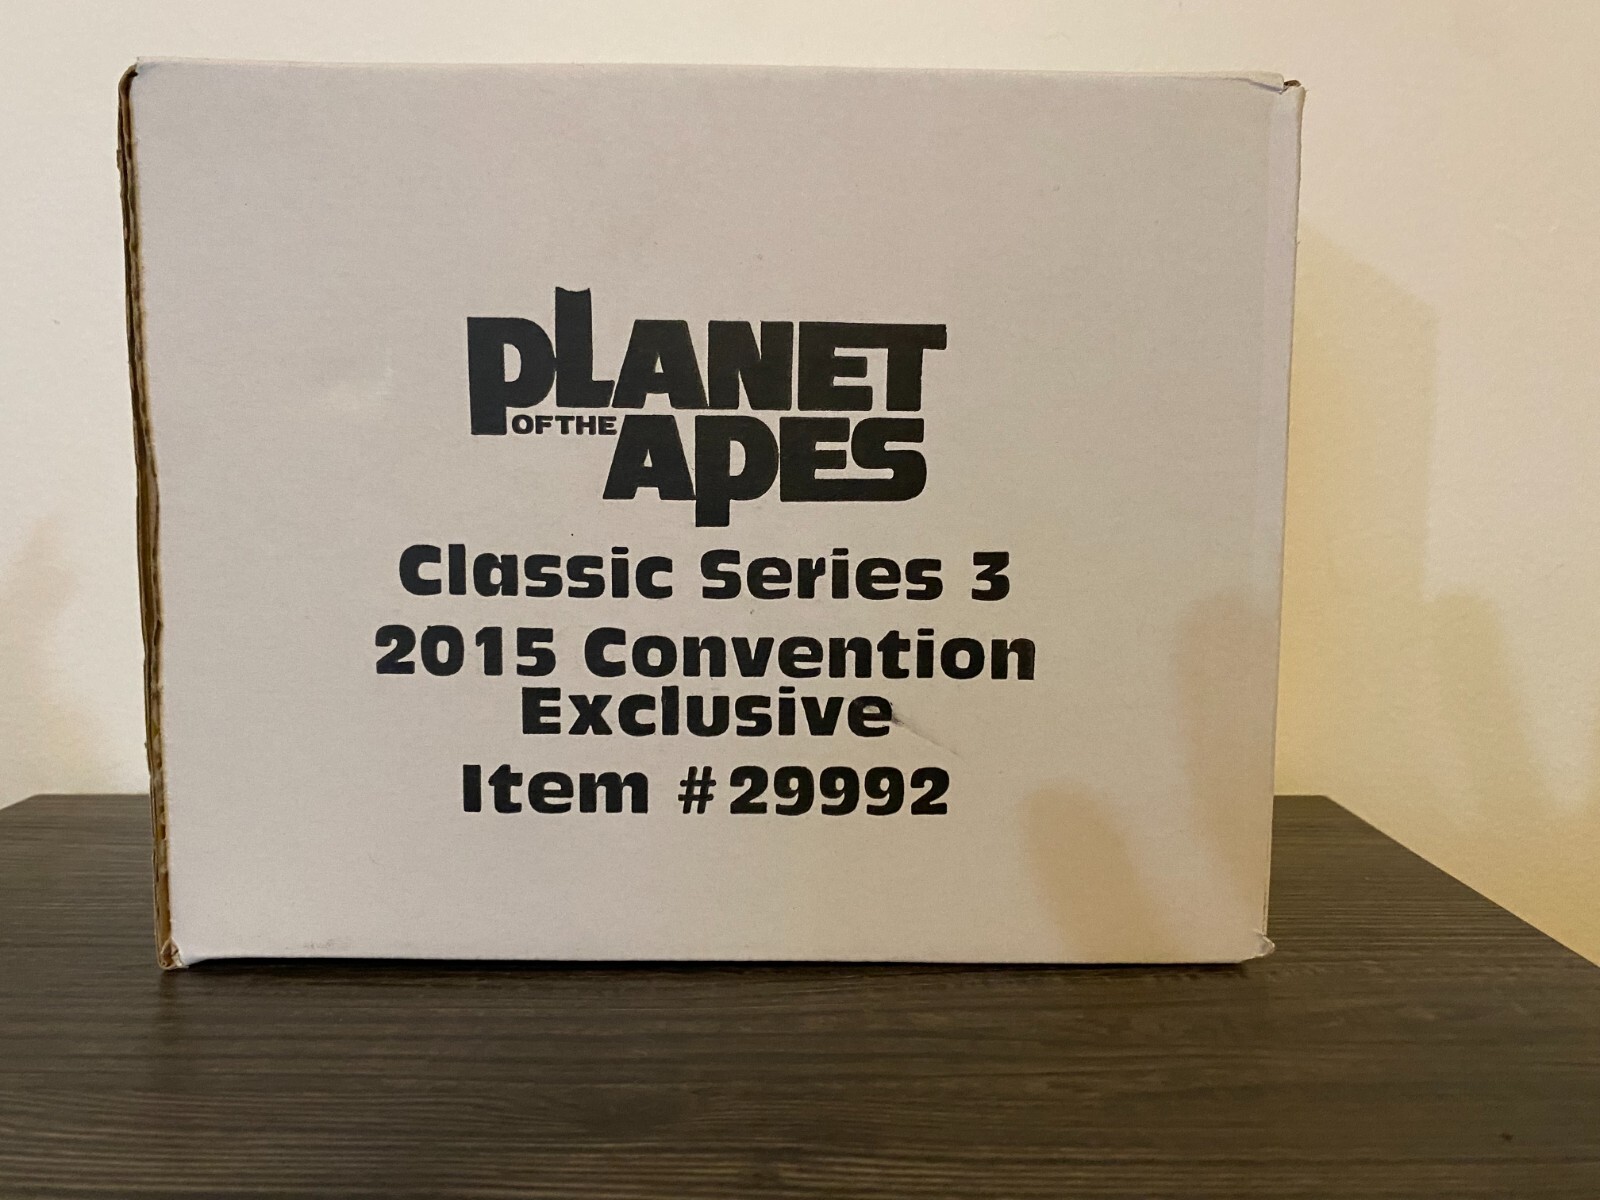 PLANET
OF THE
APES
Classic Series 3
2015 Convention
Exclusive
Item #29992